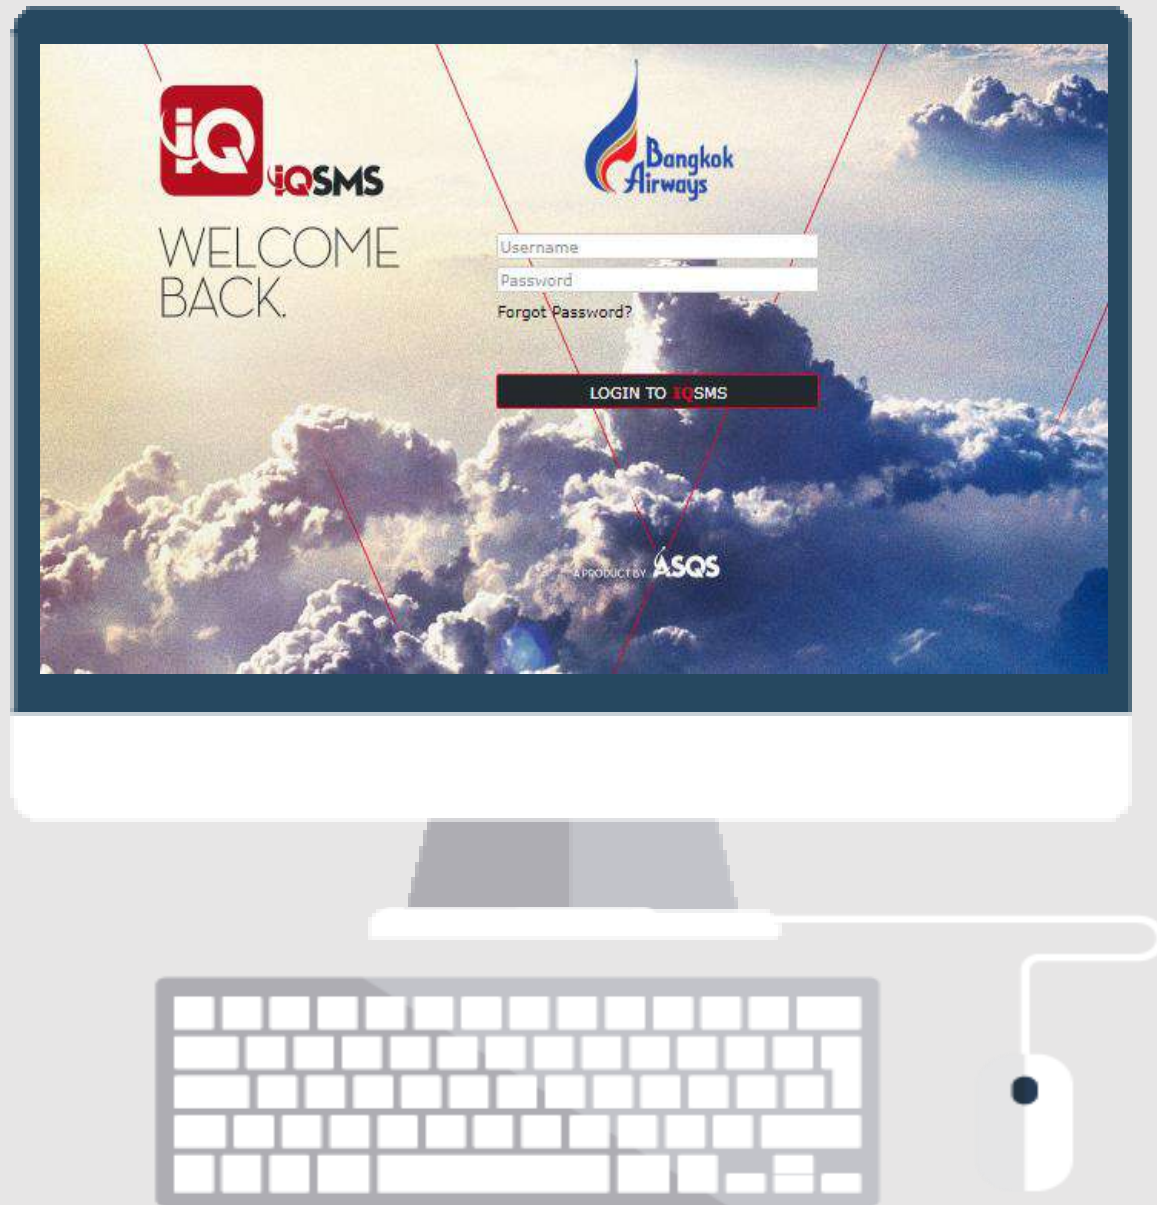 iQ
iQSMS
WELCOME
BACK.
Bangkok
Airways
Username
Password
Forgot Password?
LOGIN TO IQSMS
A PRODUCT BY ASQS